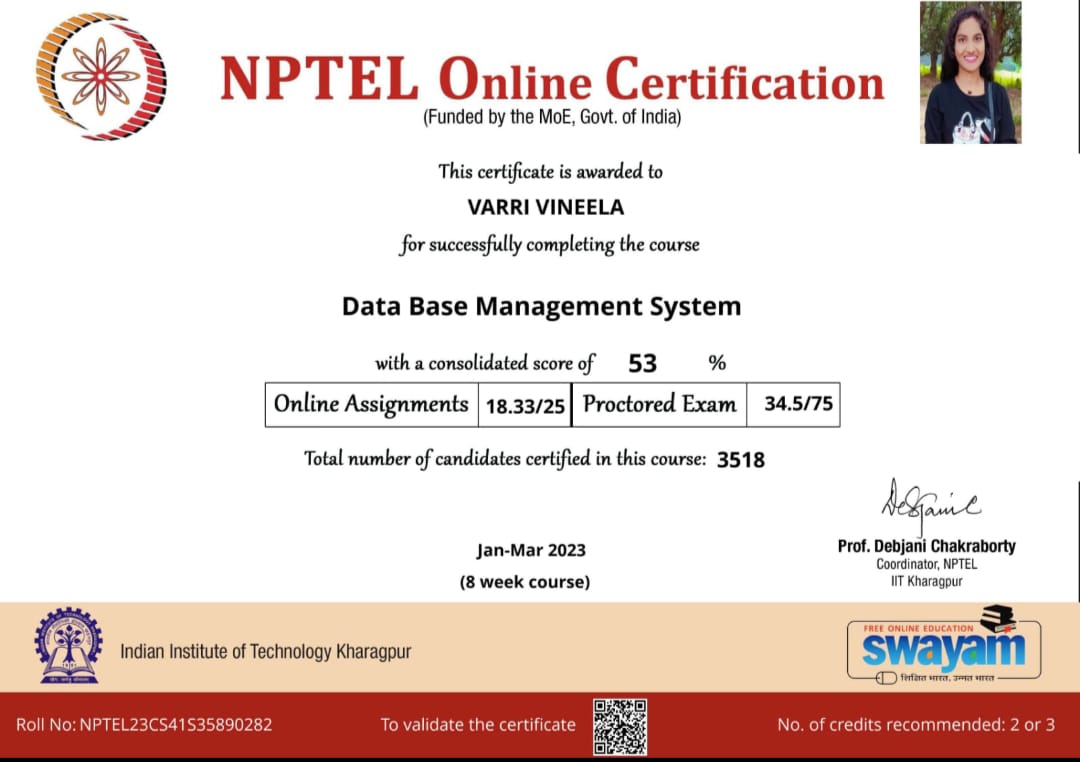 NPTEL Online Certification
(Funded by the MoE, Govt. of India)
This certificate is awarded to
VARRI VINEELA
for successfully completing the course
Data Base Management System
with a consolidated score of 53 %
Online Assignments 18.33/25 Proctored Exam 34.5/75
Total number of candidates certified in this course: 3518
Jan-Mar 2023
(8 week course)
Prof. Debjani Chakraborty
Coordinator, NPTEL
IIT Kharagpur
Indian Institute of Technology Kharagpur
FREE ONLINE EDUCATION
swayam
शिक्षित भारत, उन्नत भारत
Roll No: NPTEL23CS41S35890282
To validate the certificate
No. of credits recommended: 2 or 3